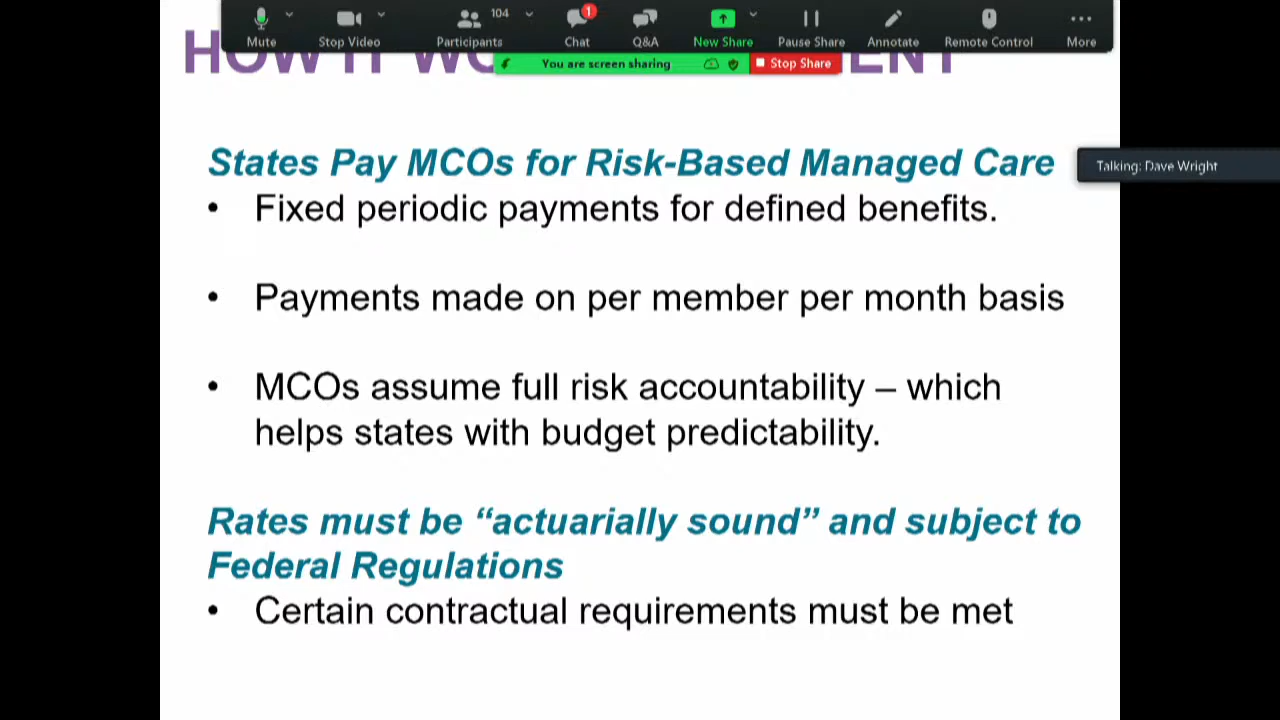 Mute
Stop Video
Participants
104
Chat
1
Q&A
New Share
Pause Share
Annotate
Remote Control
More
You are screen sharing
Stop Share
HOW IT
Talking: Dave Wright
States Pay MCOs for Risk-Based Managed Care
• Fixed periodic payments for defined benefits.
• Payments made on per member per month basis
• MCOs assume full risk accountability – which
helps states with budget predictability.
Rates must be “actuarially sound” and subject to
Federal Regulations
• Certain contractual requirements must be met